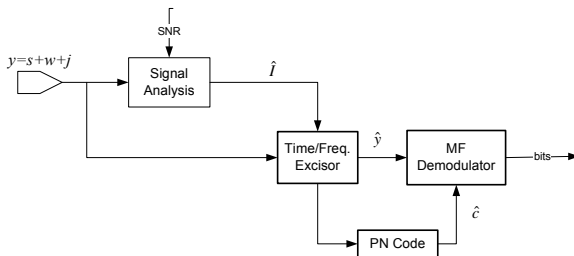 SNR
y=s+w+j
Signal
Analysis
Î
Time/Freq.
Excisor
ŷ
MF
Demodulator
bits
ĉ
PN Code